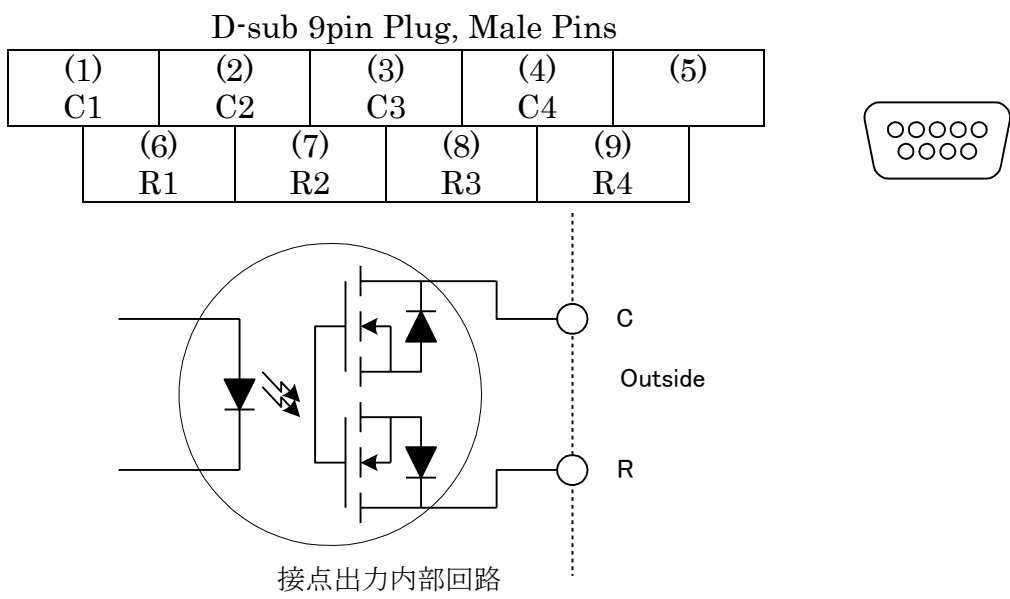 D-sub 9pin Plug, Male Pins
(1) (2) (3) (4) (5)
C1 C2 C3 C4
(6) (7) (8) (9)
R1 R2 R3 R4
C
Outside
R
接点出力内部回路